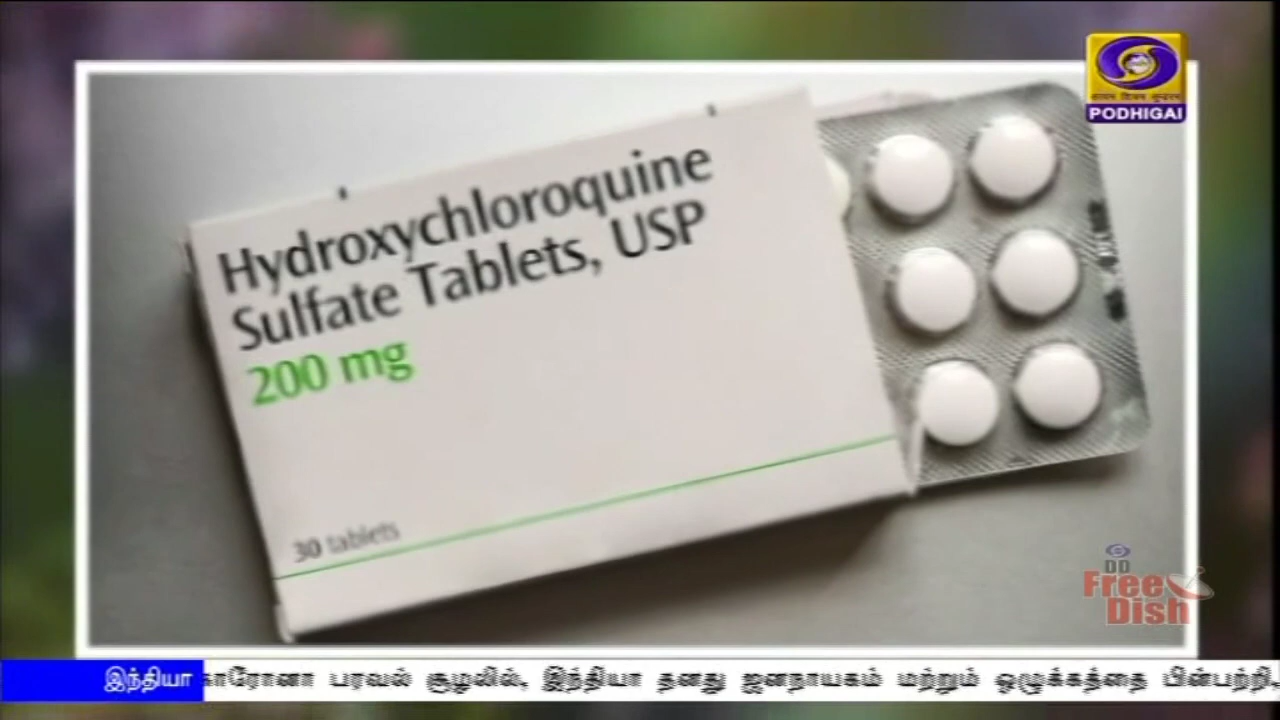 PODHIGAI
Hydroxychloroquine
Sulfate Tablets, USP
200 mg
30 tablets
DD
Free
Dish
இந்தியா
பரவல் சூழலில், இந்தியா தனது ஜனநாயகம் மற்றும் ஒழுக்கத்தை பின்பற்றி,